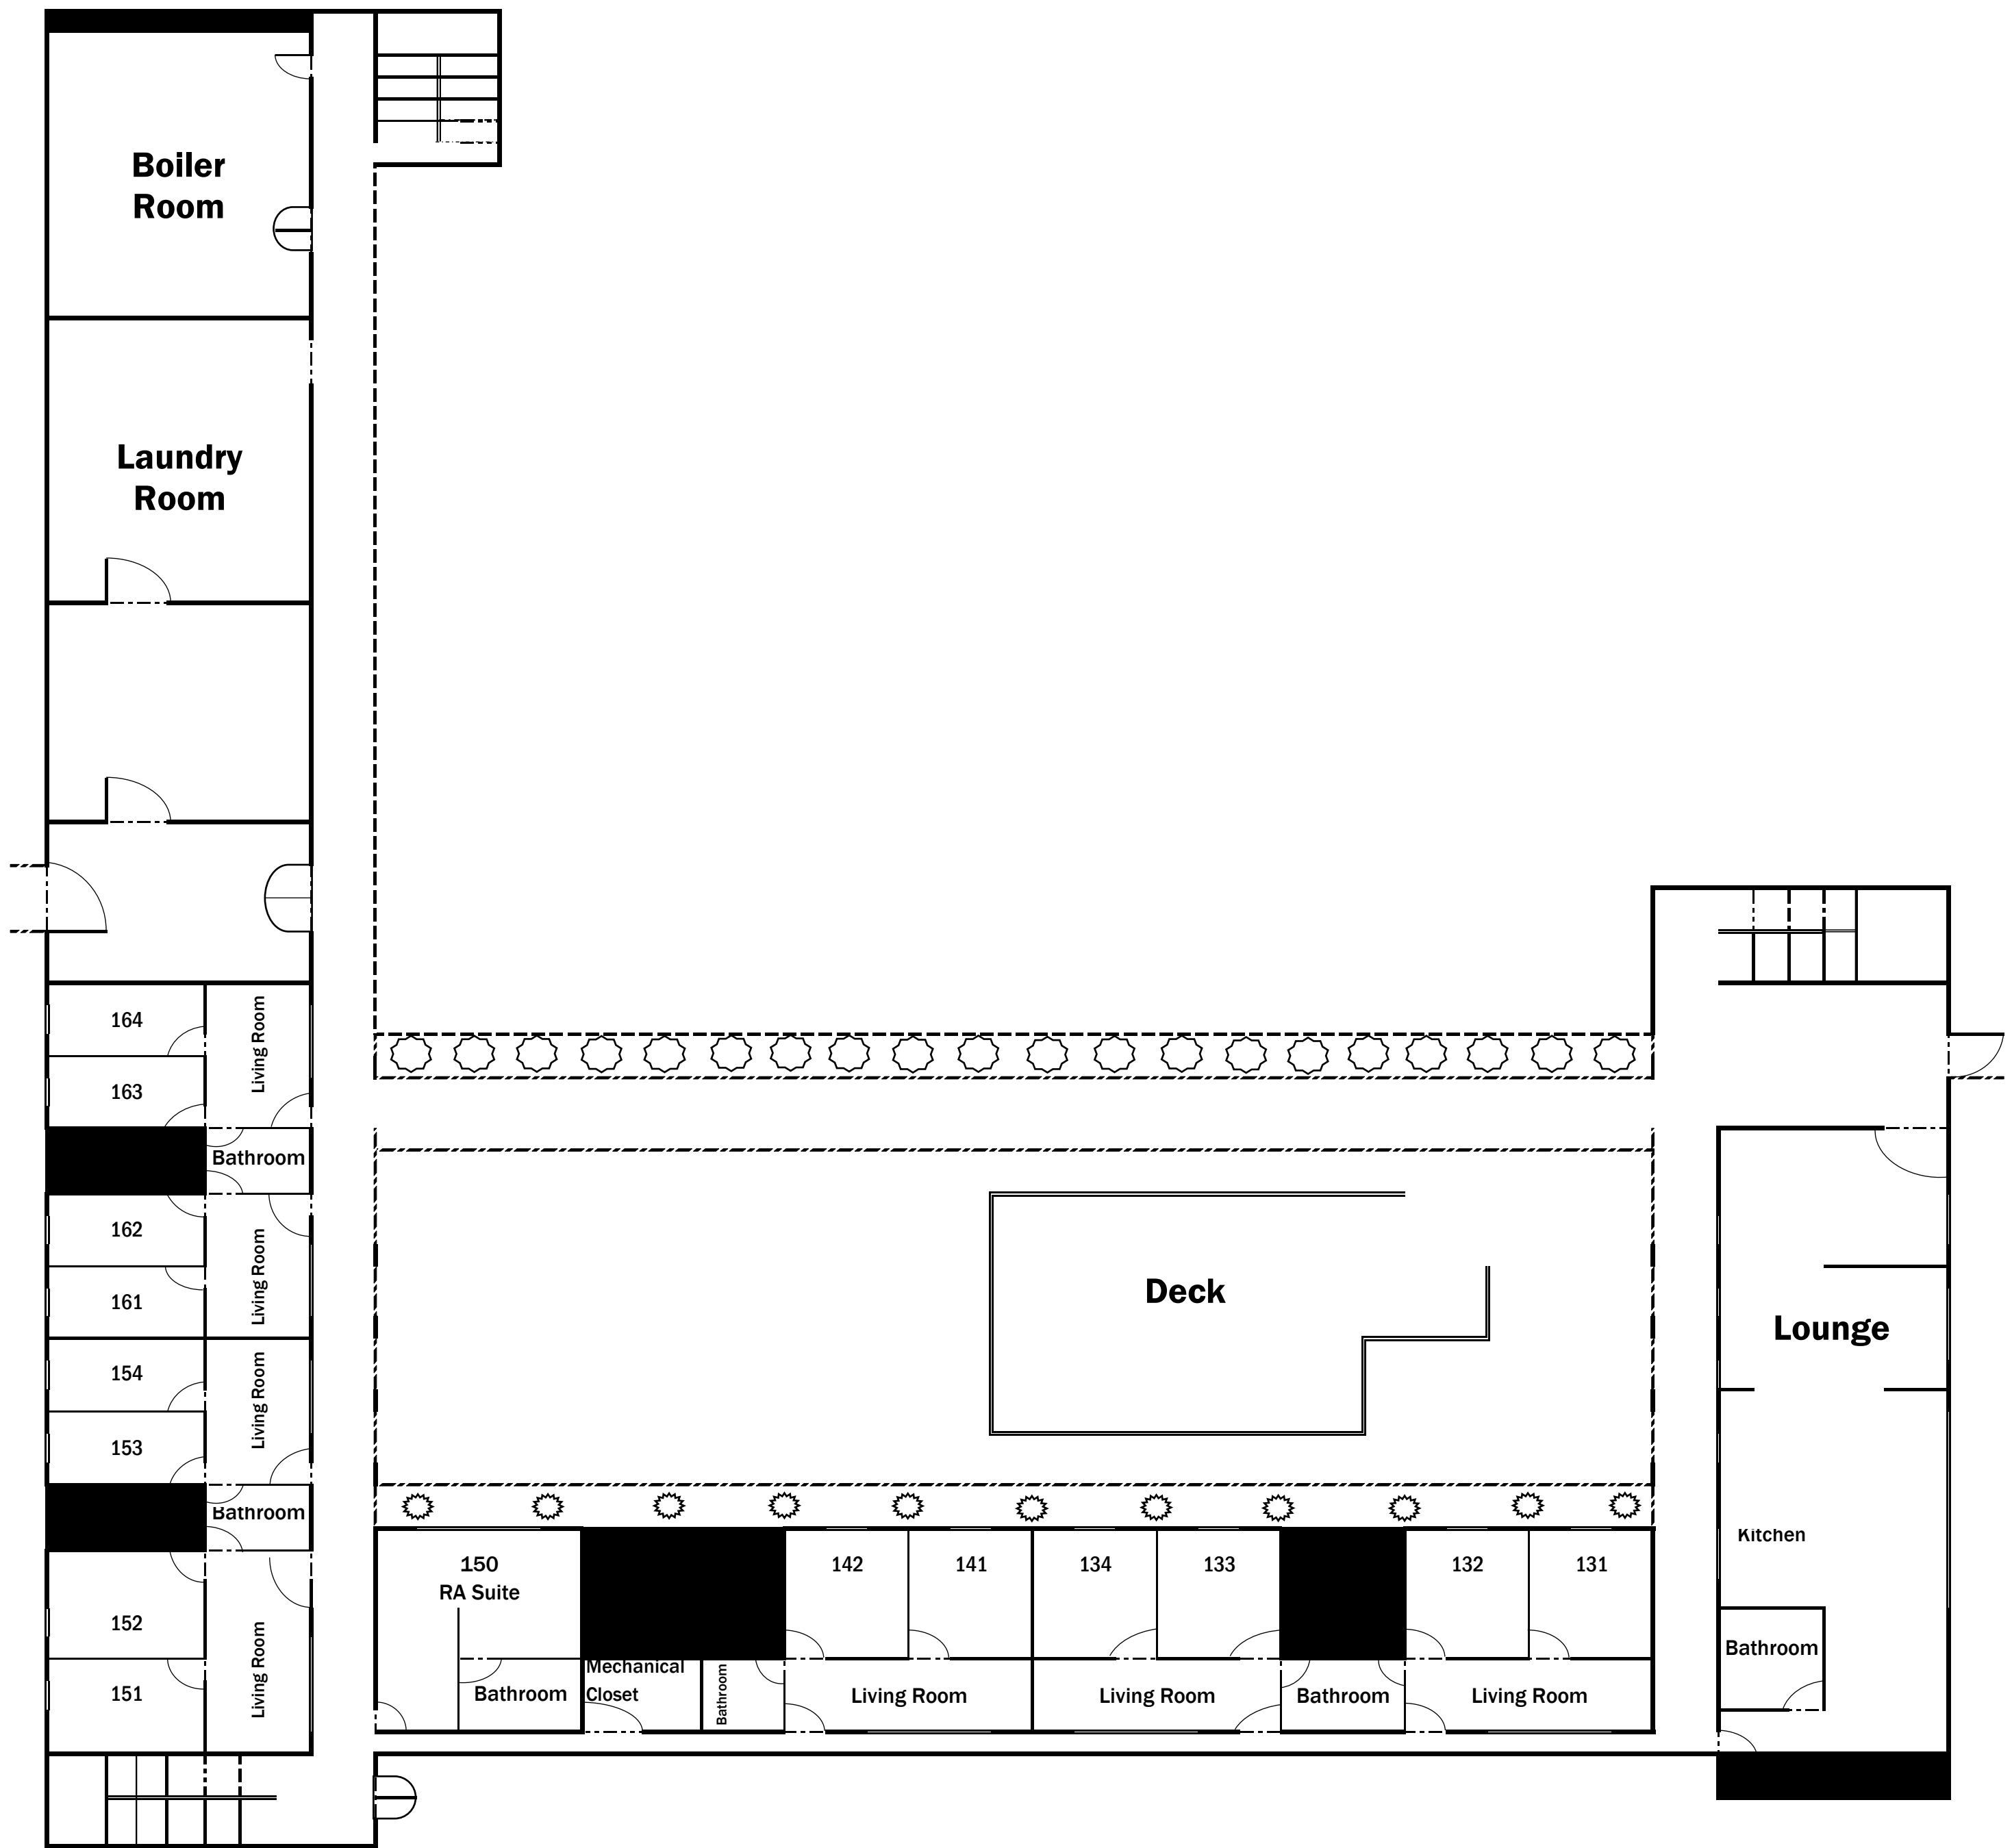 Boiler
Room
Laundry
Room
164
Living Room
163
Bathroom
162
Living Room
161
154
Living Room
153
Bathroom
152
Living Room
151
Deck
Lounge
Kitchen
Bathroom
150
RA Suite
Bathroom
Mechanical
Closet
Bathroom
142
141
Living Room
134
133
Living Room
Bathroom
132
131
Living Room